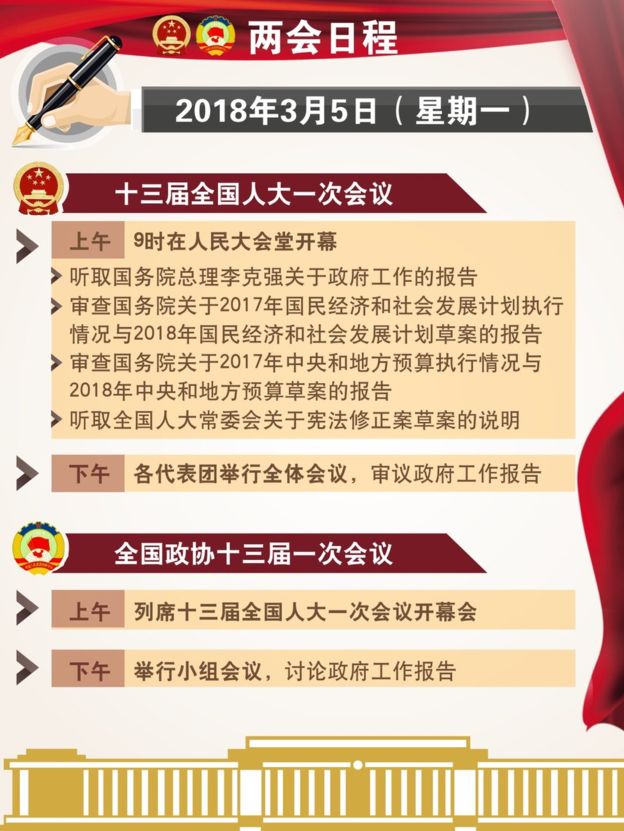 两会日程
2018年3月5日（星期一）
十三届全国人大一次会议
上午 9时在人民大会堂开幕
听取国务院总理李克强关于政府工作的报告
审查国务院关于2017年国民经济和社会发展计划执行
情况与2018年国民经济和社会发展计划草案的报告
审查国务院关于2017年中央和地方预算执行情况与
2018年中央和地方预算草案的报告
听取全国人大常委会关于宪法修正案草案的说明
下午 各代表团举行全体会议，审议政府工作报告
全国政协十三届一次会议
上午 列席十三届全国人大一次会议开幕会
下午 举行小组会议，讨论政府工作报告